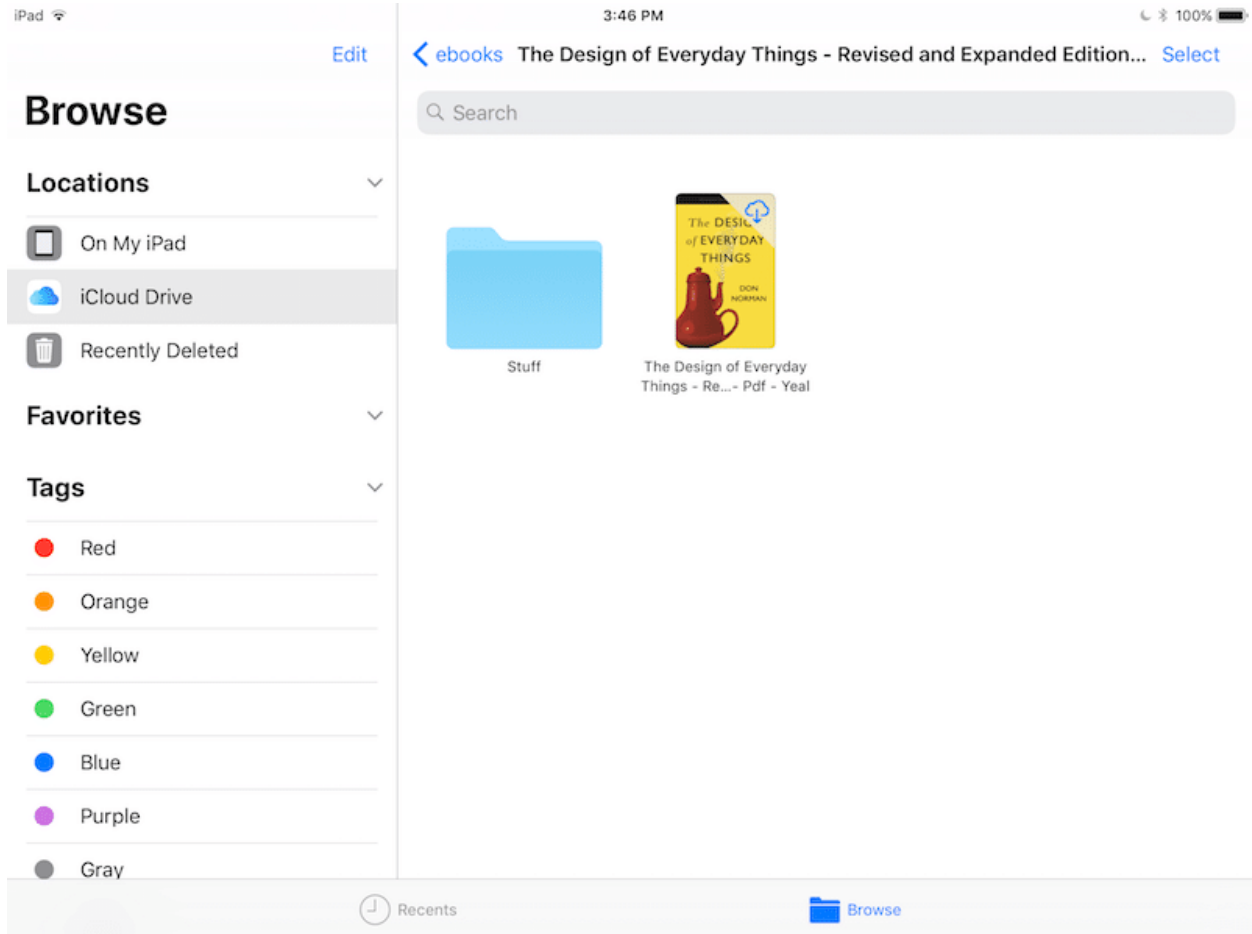 iPad
3:46 PM
100%
Edit
ebooks
The Design of Everyday Things - Revised and Expanded Edition...
Select
Browse
Search
Locations
On My iPad
iCloud Drive
Recently Deleted
Favorites
Tags
Red
Orange
Yellow
Green
Blue
Purple
Gray
The DESIG
of EVERYDAY
THINGS
DON
NORMAN
Stuff
The Design of Everyday
Things - Re...- Pdf - Yeal
Recents
Browse